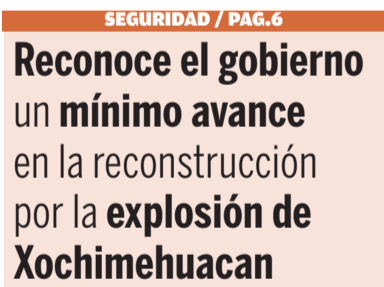 SEGURIDAD / PAG.6
Reconoce el gobierno
un mínimo avance
en la reconstrucción
por la explosión de
Xochimehuacan